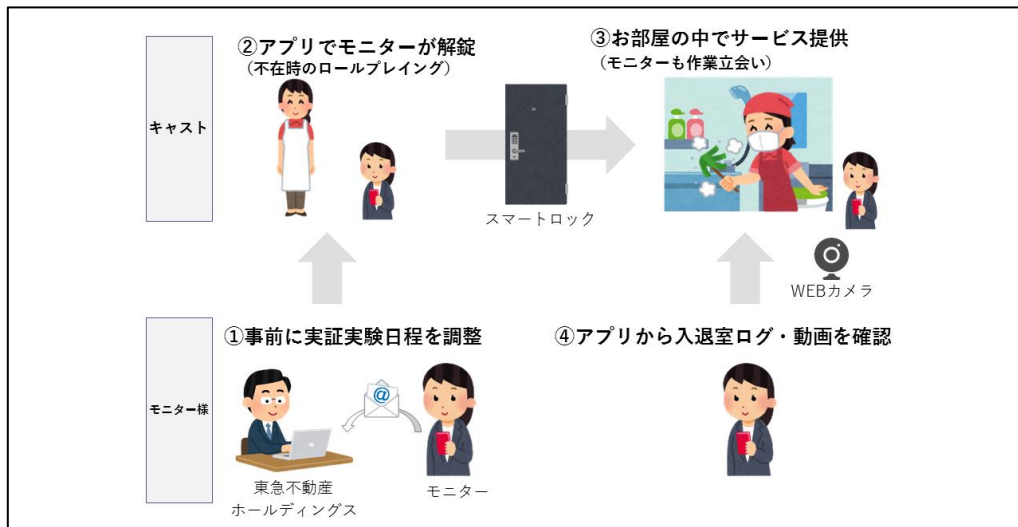 ②アプリでモニターが解錠
（不在時のロールプレイング）
③お部屋の中でサービス提供
（モニターも作業立会い）
キャスト
スマートロック
WEBカメラ
①事前に実証実験日程を調整
④アプリから入退室ログ・動画を確認
モニター様
@
東急不動産
ホールディングス
モニター